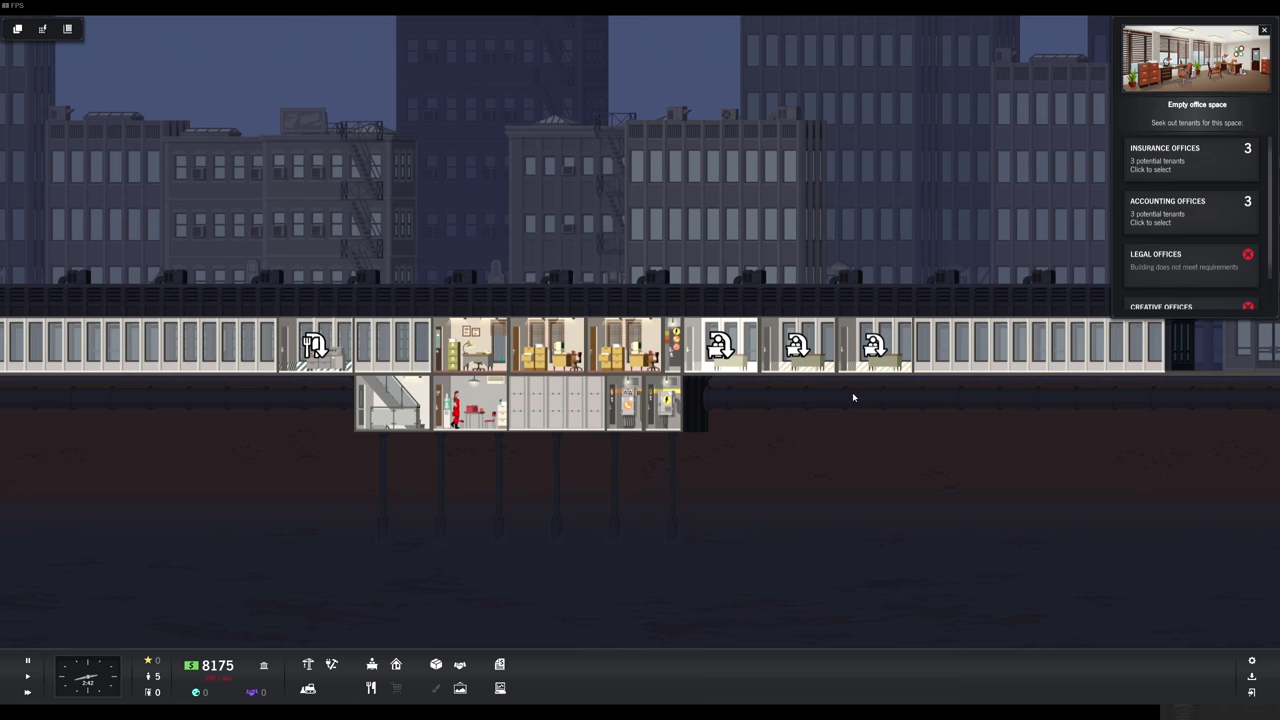 FPS
Empty office space
Seek out tenants for this space:
INSURANCE OFFICES 3
3 potential tenants
Click to select
ACCOUNTING OFFICES 3
3 potential tenants
Click to select
LEGAL OFFICES
Building does not meet requirements
CREATIVE OFFICES
0
8175
5
2:42
0
0
0